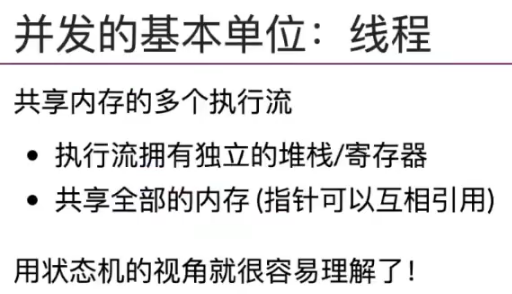 并发的基本单位：线程
共享内存的多个执行流
• 执行流拥有独立的堆栈/寄存器
• 共享全部的内存 (指针可以互相引用)
用状态机的视角就很容易理解了！